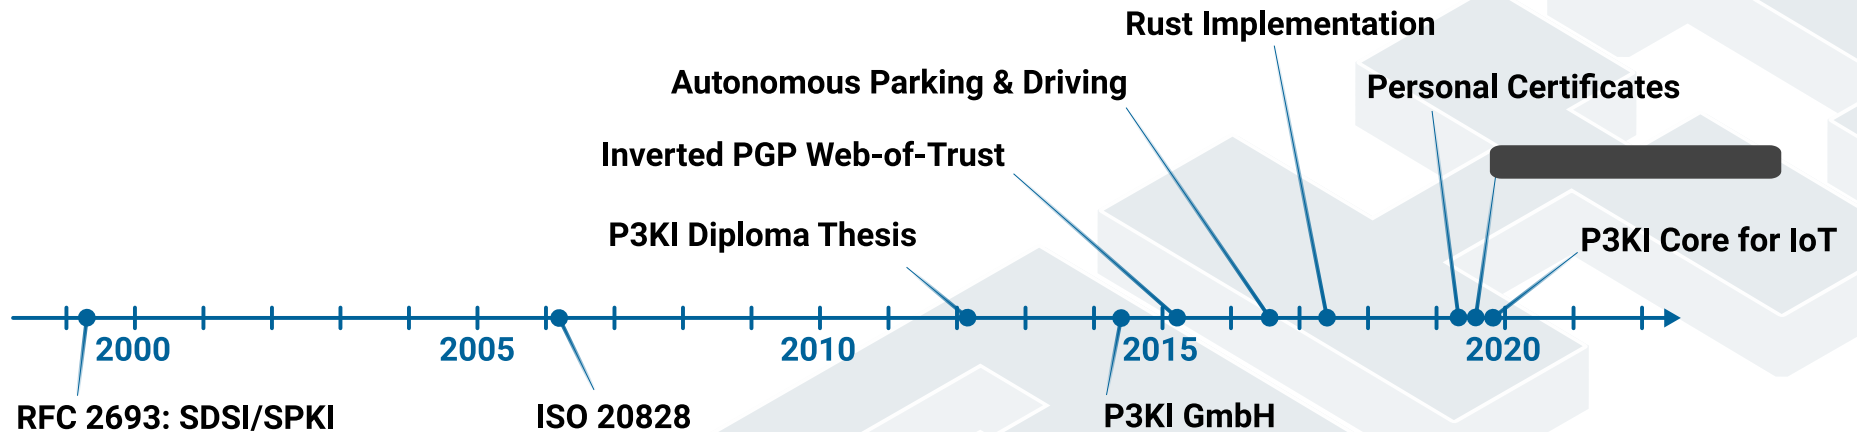 Rust Implementation
Autonomous Parking & Driving
Personal Certificates
Inverted PGP Web-of-Trust
P3KI Diploma Thesis
P3KI Core for IoT
2000
2005
2010
2015
2020
RFC 2693: SDSI/SPKI
ISO 20828
P3KI GmbH